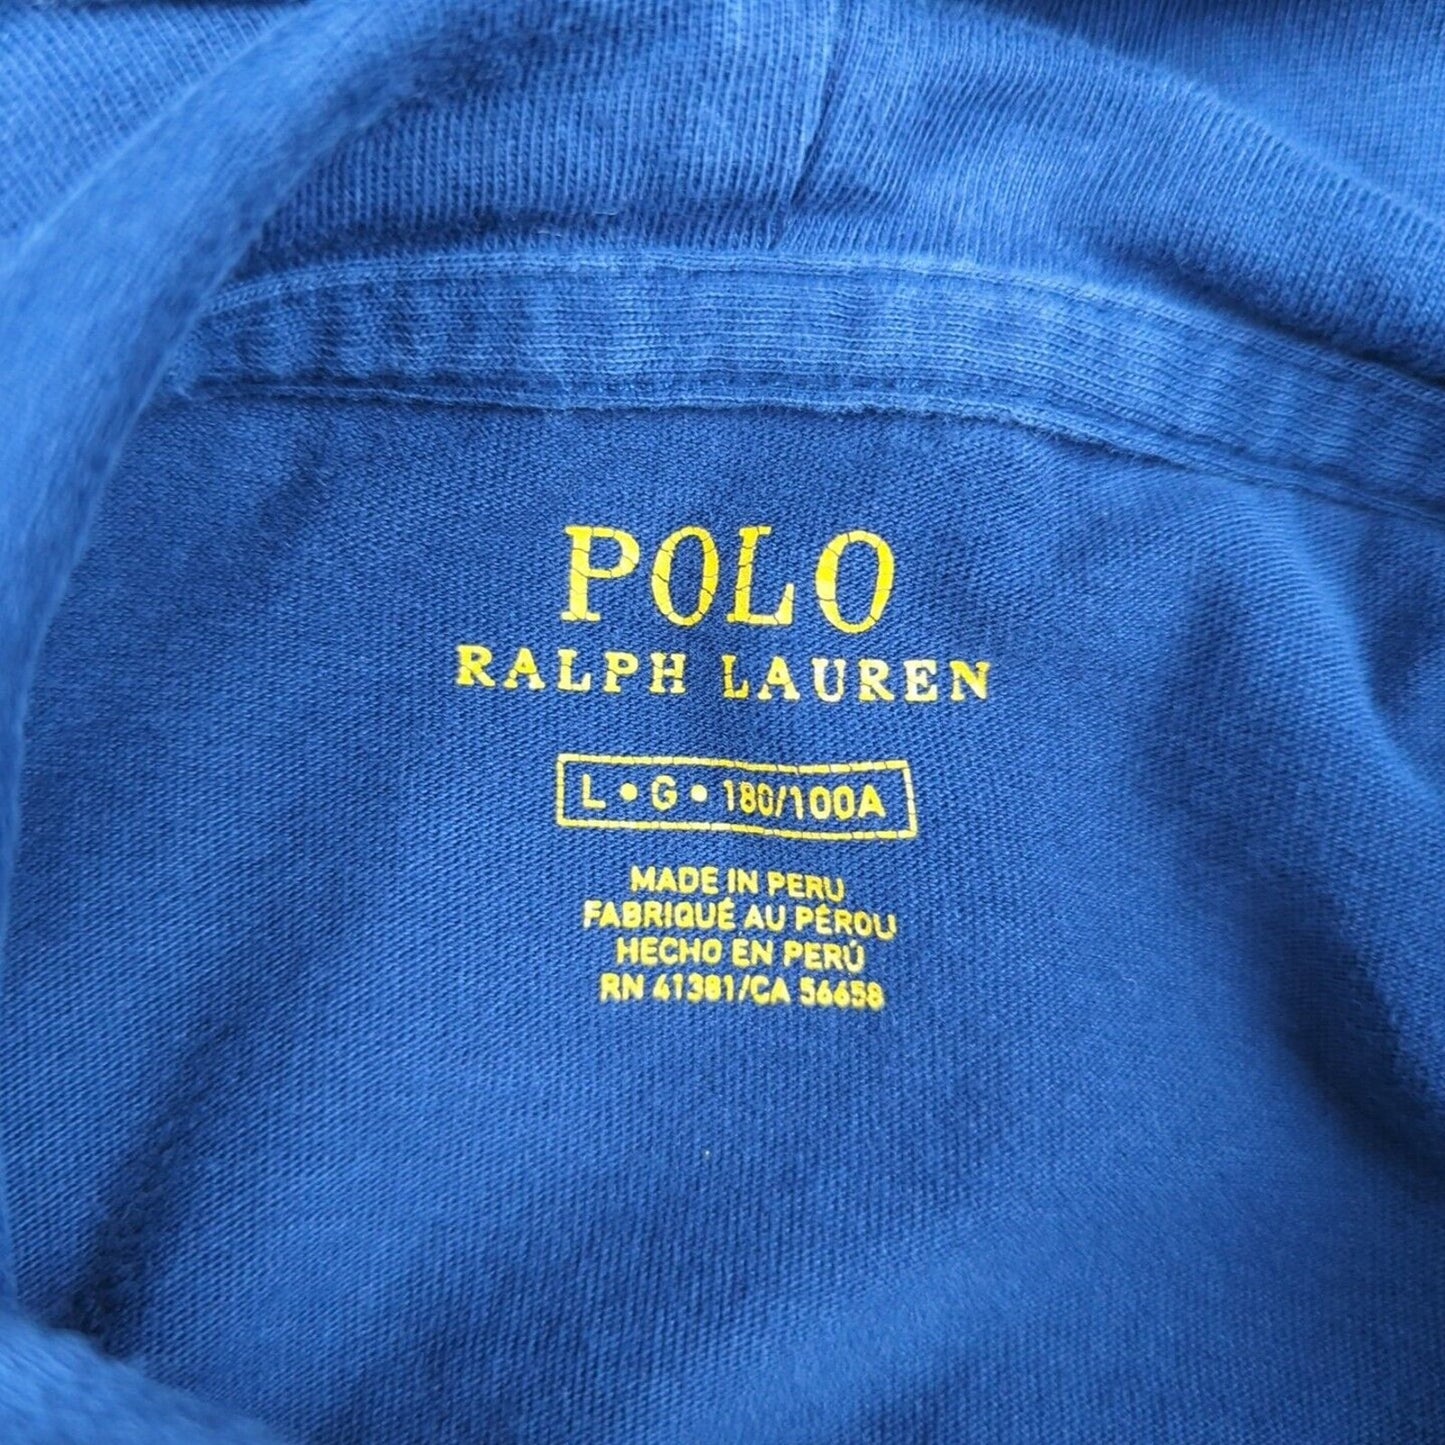 POLO
RALPH LAUREN
L • G • 180/100A
MADE IN PERU
FABRIQUÉ AU PÉROU
HECHO EN PERÚ
RN 41381/CA 56658